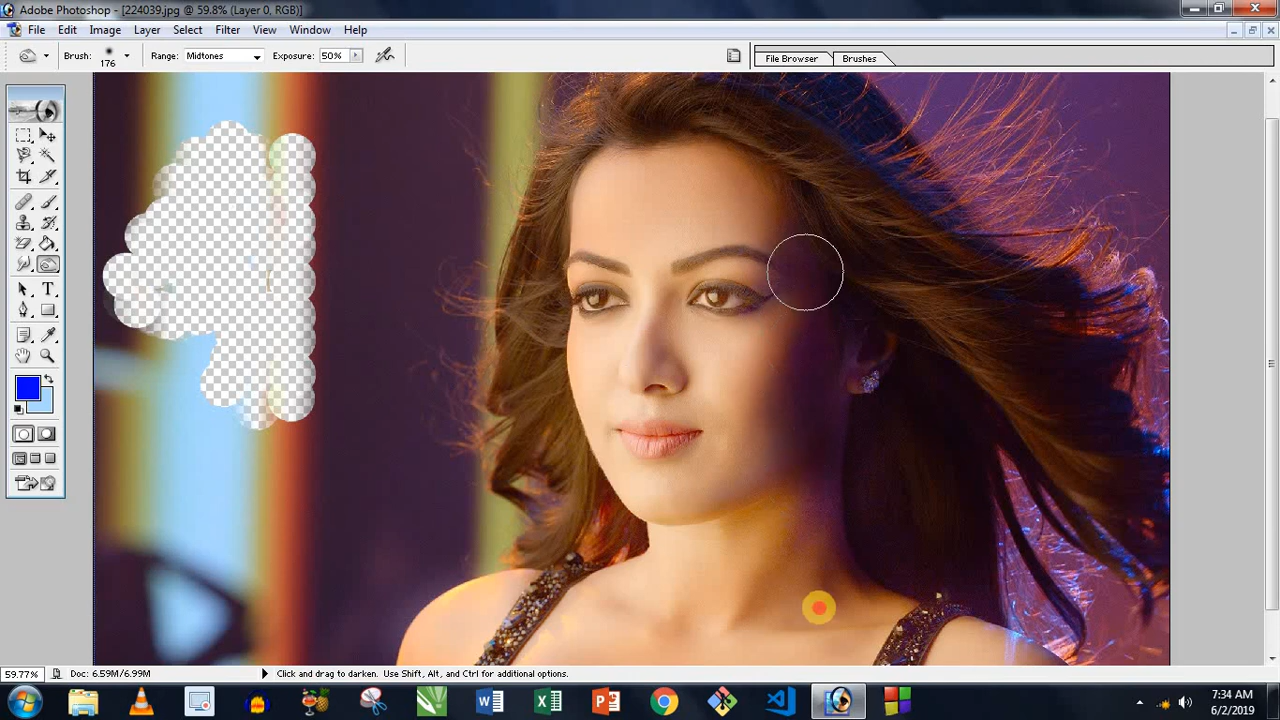 Adobe Photoshop - [224039.jpg @ 59.8% (Layer 0, RGB)]
File Edit Image Layer Select Filter View Window Help
Brush: 176 Range: Midtones Exposure: 50% File Browser Brushes
T
59.77% Doc: 6.59M/6.99M Click and drag to darken. Use Shift, Alt, and Ctrl for additional options.
7:34 AM
6/2/2019